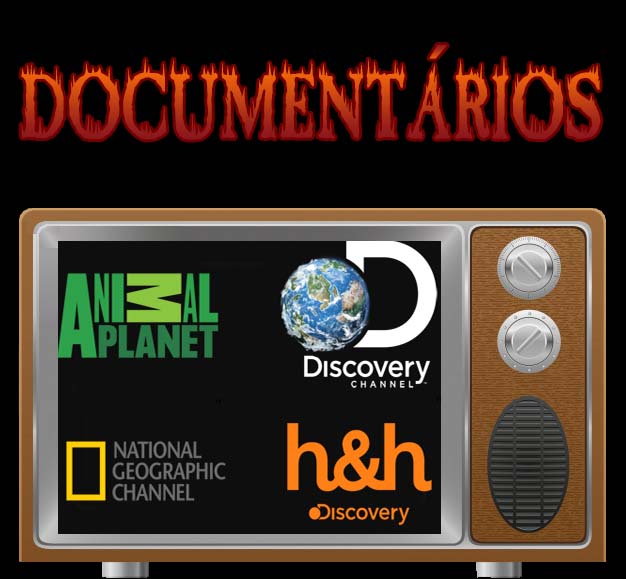 DOCUMENTÁRIOS
ANIMAL
PLANET
Discovery
CHANNEL
NATIONAL
GEOGRAPHIC
CHANNEL
h&h
Discovery